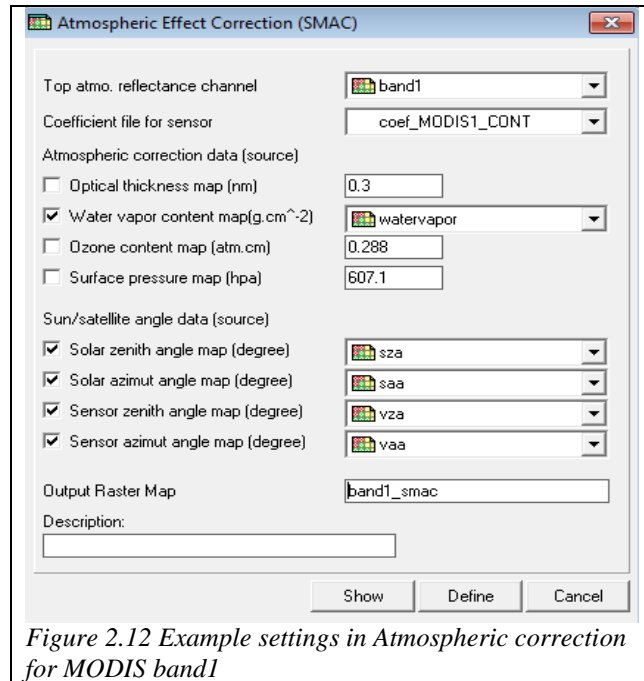 Atmospheric Effect Correction (SMAC)
Top atmo. reflectance channel band1
Coefficient file for sensor coef_MODIS1_CONT
Atmospheric correction data (source)
Optical thickness map (nm) 0.3
Water vapor content map(g.cm^-2) watervapor
Ozone content map (atm.cm) 0.288
Surface pressure map (hpa) 607.1
Sun/satellite angle data (source)
Solar zenith angle map (degree) sza
Solar azimut angle map (degree) saa
Sensor zenith angle map (degree) vza
Sensor azimut angle map (degree) vaa
Output Raster Map band1_smac
Description:
Show Define Cancel
Figure 2.12 Example settings in Atmospheric correction
for MODIS band1